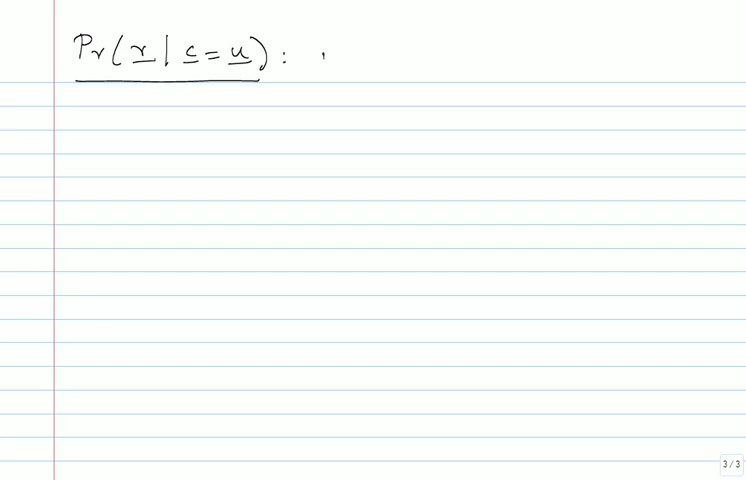 Pr( r | c = u ) :
3 / 3